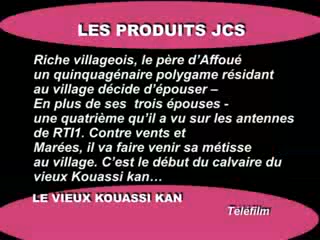 LES PRODUITS JCS
Riche villageois, le père d'Affoué
un quinquagénaire polygame résidant
au village décide d'épouser –
En plus de ses trois épouses -
une quatrième qu'il a vu sur les antennes
de RTI1. Contre vents et
Marées, il va faire venir sa métisse
au village. C'est le début du calvaire du
vieux Kouassi kan…
LE VIEUX KOUASSI KAN
Téléfilm